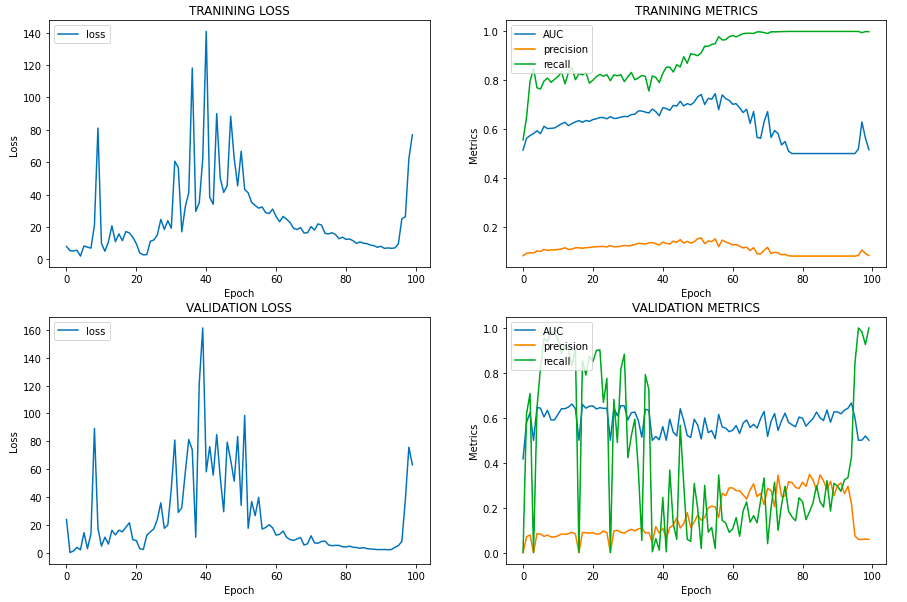 TRANINING LOSS
loss
140
120
100
80
60
40
20
0
Loss
0 20 40 60 80 100
Epoch
TRANINING METRICS
AUC
precision
recall
1.0
0.8
0.6
0.4
0.2
Metrics
0 20 40 60 80 100
Epoch
VALIDATION LOSS
loss
160
140
120
100
80
60
40
20
0
Loss
0 20 40 60 80 100
Epoch
VALIDATION METRICS
AUC
precision
recall
1.0
0.8
0.6
0.4
0.2
0.0
Metrics
0 20 40 60 80 100
Epoch